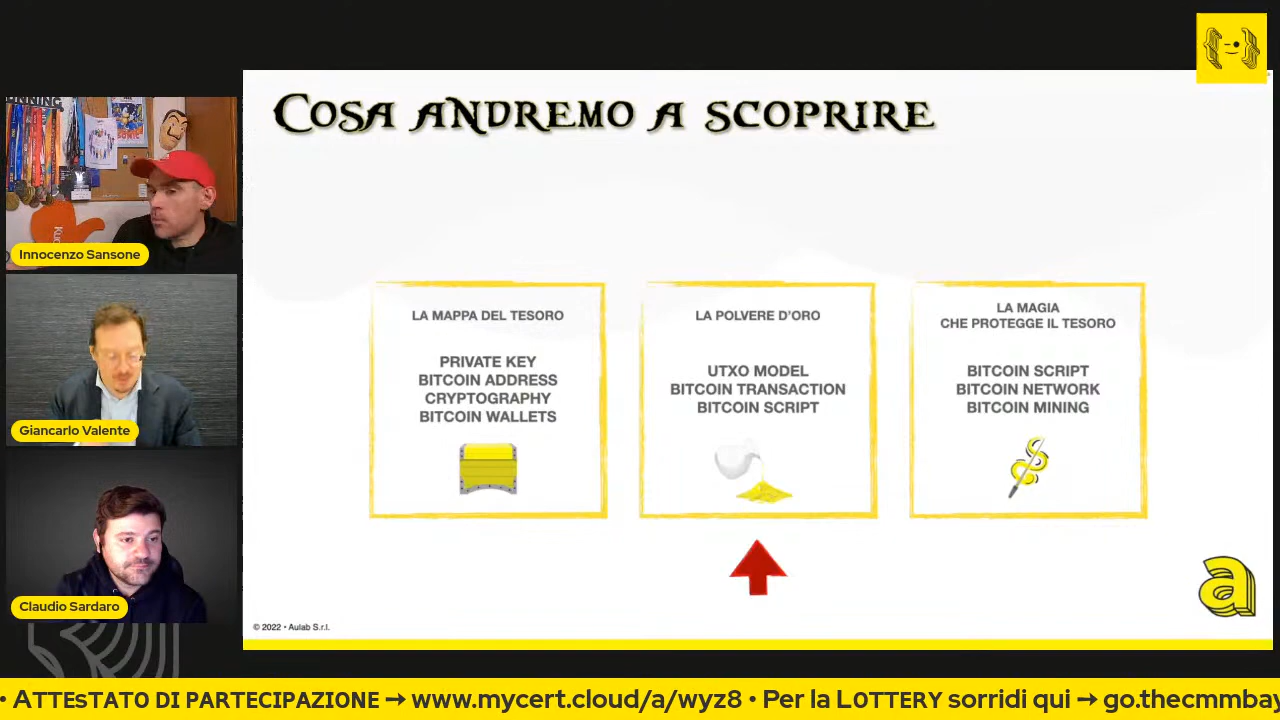 COSA ANDREMO A SCOPRIRE
Innocenzo Sansone
Giancarlo Valente
Claudio Sardaro
LA MAPPA DEL TESORO
PRIVATE KEY
BITCOIN ADDRESS
CRYPTOGRAPHY
BITCOIN WALLETS
LA POLVERE D'ORO
UTXO MODEL
BITCOIN TRANSACTION
BITCOIN SCRIPT
LA MAGIA
CHE PROTEGGE IL TESORO
BITCOIN SCRIPT
BITCOIN NETWORK
BITCOIN MINING
a
© 2022 • Aulab S.r.l.
• ATTESTATO DI PARTECIPAZIONE → www.mycert.cloud/a/wyz8 • Per la LOTTERY sorridi qui → go.thecmmbay